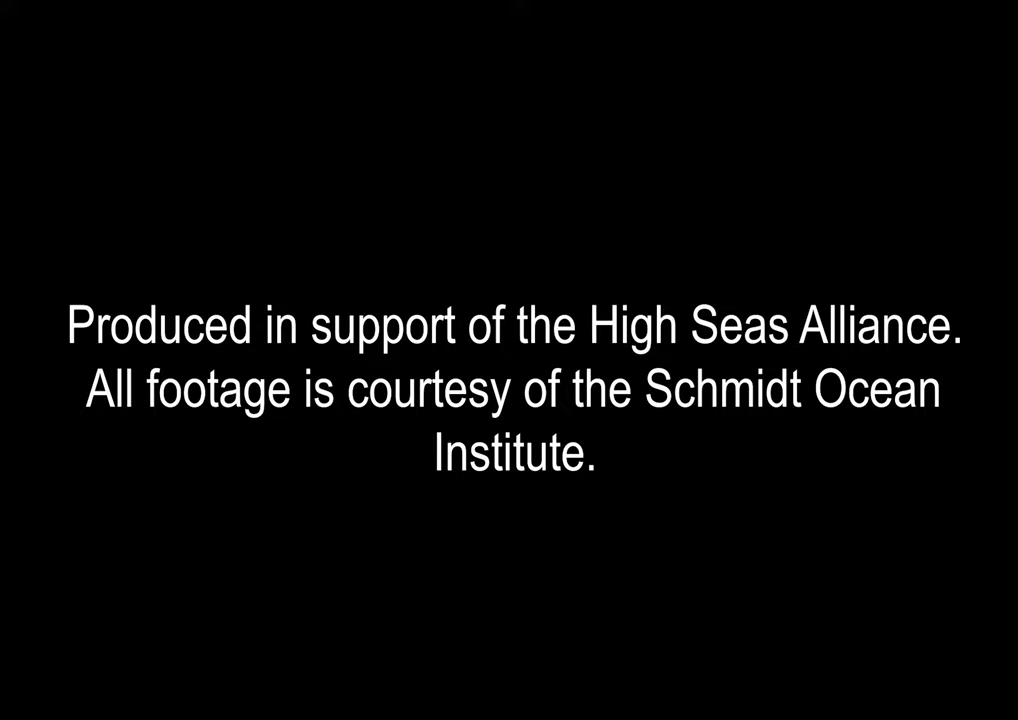 Produced in support of the High Seas Alliance.
All footage is courtesy of the Schmidt Ocean
Institute.